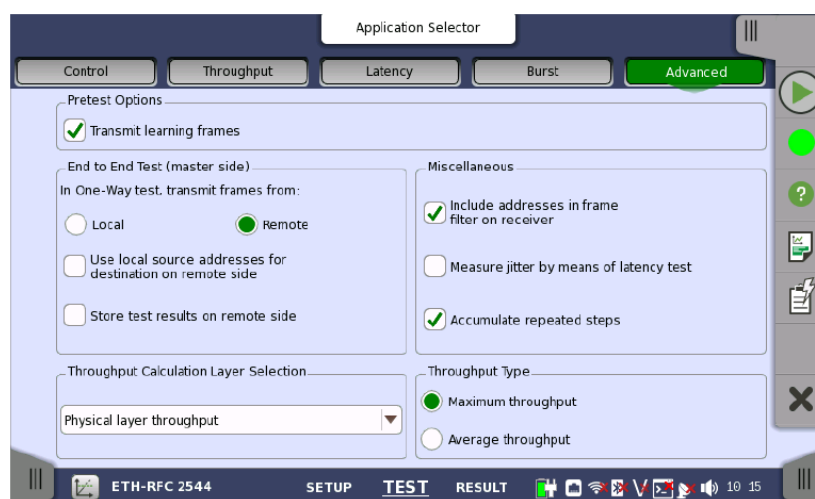 Application Selector
Control Throughput Latency Burst Advanced
Pretest Options
Transmit learning frames
End to End Test (master side)
In One-Way test, transmit frames from:
Local Remote
Use local source addresses for
destination on remote side
Store test results on remote side
Miscellaneous
Include addresses in frame
filter on receiver
Measure jitter by means of latency test
Accumulate repeated steps
Throughput Calculation Layer Selection
Physical layer throughput
Throughput Type
Maximum throughput
Average throughput
ETH-RFC 2544 SETUP TEST RESULT 10 15